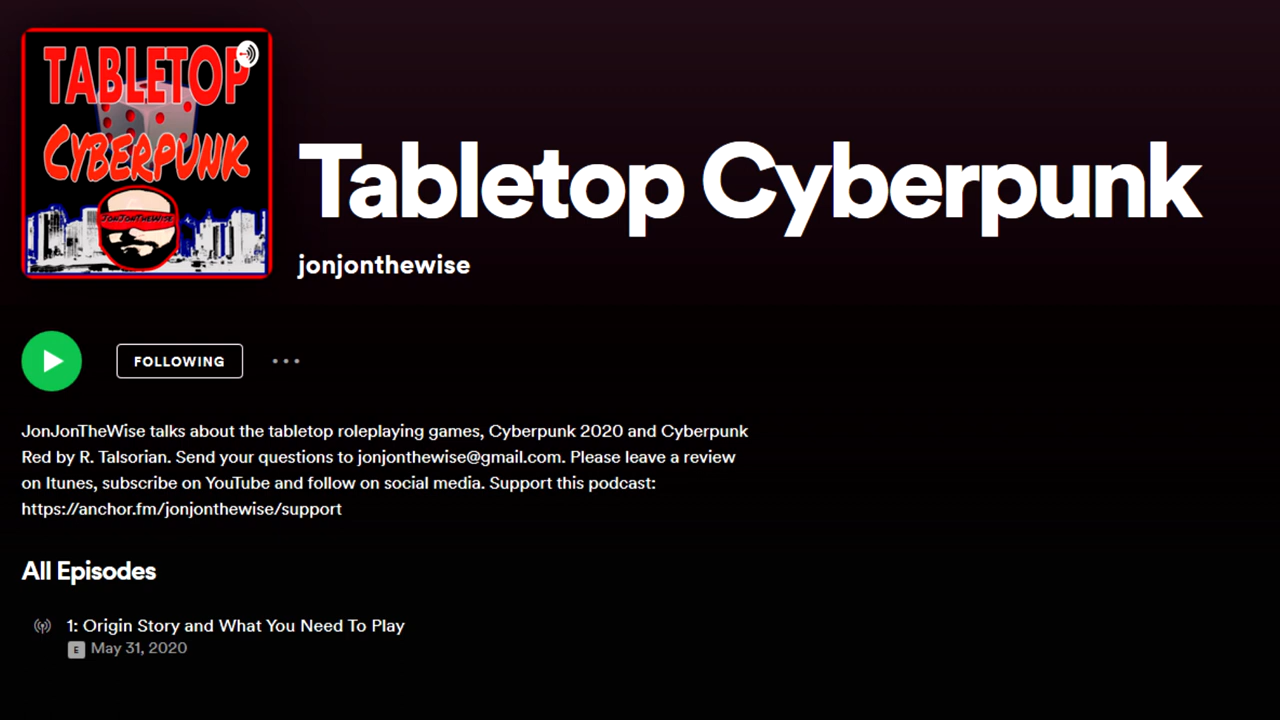 TABLETOP
CYBERPUNK
JONJONTHEWISE
Tabletop Cyberpunk
jonjonthewise
FOLLOWING
JonJonTheWise talks about the tabletop roleplaying games, Cyberpunk 2020 and Cyberpunk
Red by R. Talsorian. Send your questions to jonjonthewise@gmail.com. Please leave a review
on Itunes, subscribe on YouTube and follow on social media. Support this podcast:
https://anchor.fm/jonjonthewise/support
All Episodes
1: Origin Story and What You Need To Play
E May 31, 2020